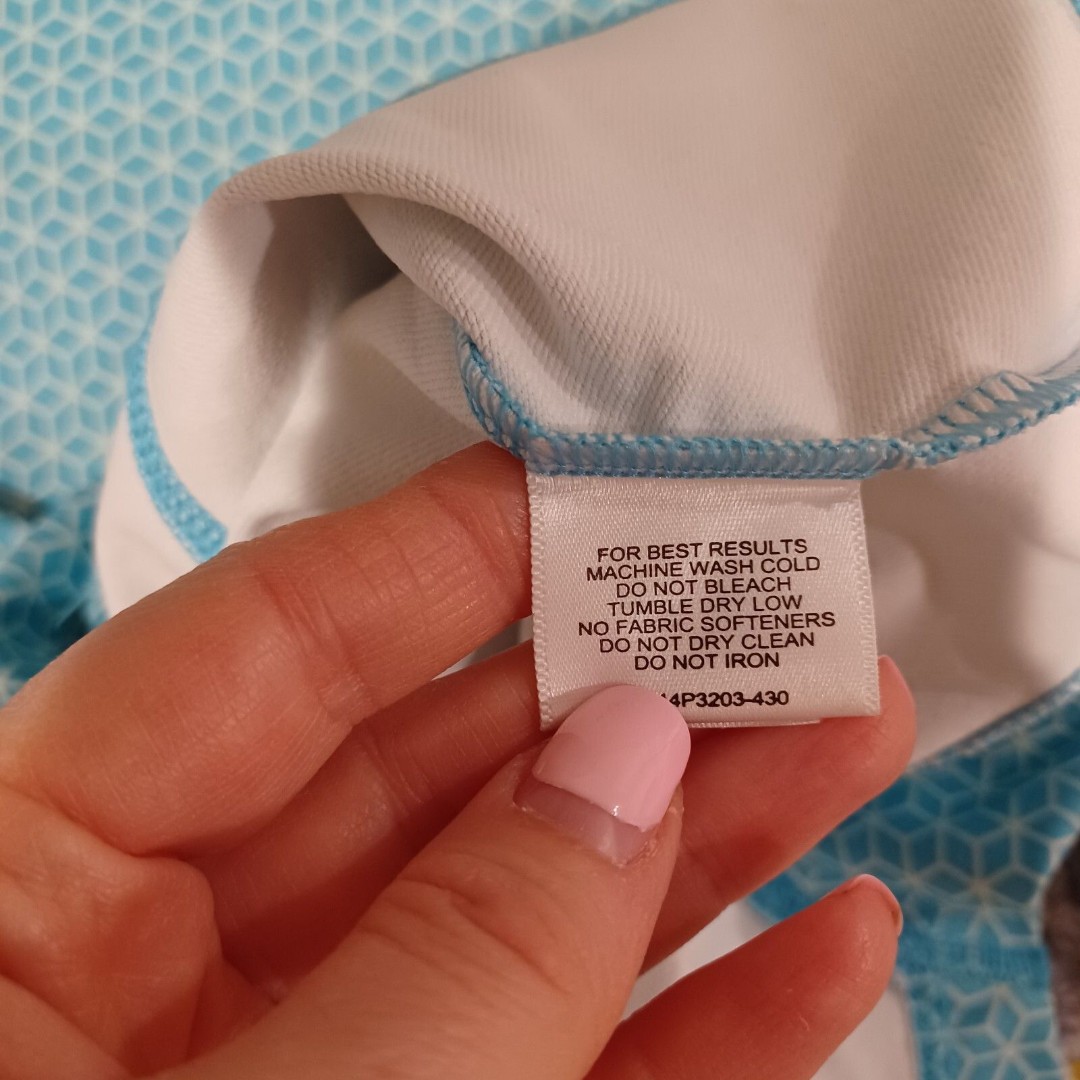 FOR BEST RESULTS
MACHINE WASH COLD
DO NOT BLEACH
TUMBLE DRY LOW
NO FABRIC SOFTENERS
DO NOT DRY CLEAN
DO NOT IRON
4P3203-430